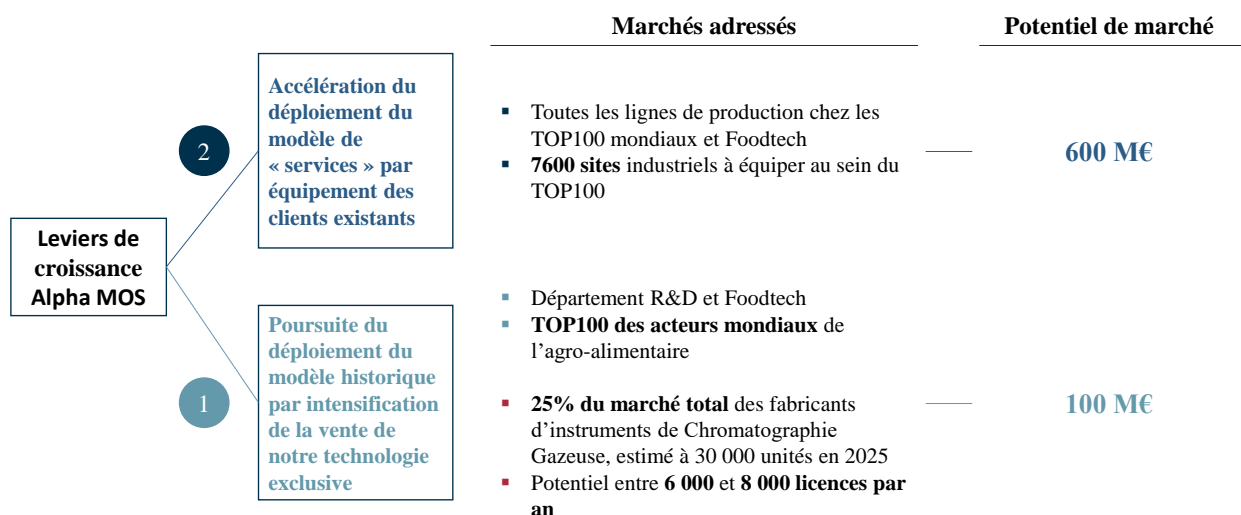 Marchés adressés
Potentiel de marché
Leviers de
croissance
Alpha MOS
2
Accélération du
déploiement du
modèle de
« services » par
équipement des
clients existants
▪ Toutes les lignes de production chez les
TOP100 mondiaux et Foodtech
▪ 7600 sites industriels à équiper au sein du
TOP100
600 M€
1
Poursuite du
déploiement du
modèle historique
par intensification
de la vente de
notre technologie
exclusive
▪ Département R&D et Foodtech
▪ TOP100 des acteurs mondiaux de
l’agro-alimentaire
▪ 25% du marché total des fabricants
d’instruments de Chromatographie
Gazeuse, estimé à 30 000 unités en 2025
▪ Potentiel entre 6 000 et 8 000 licences par
an
100 M€